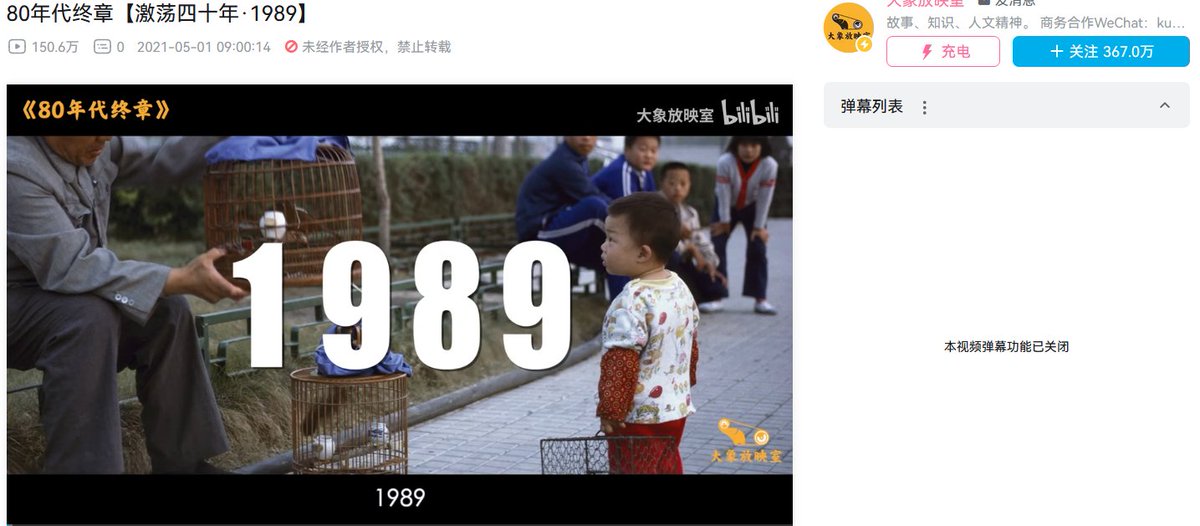 80年代终章【激荡四十年·1989】
150.6万 0 2021-05-01 09:00:14 未经作者授权，禁止转载
《80年代终章》
大象放映室 bilibili
1989
大象放映室
1989
大象放映室 发消息
大象放映室
故事、知识、人文精神。 商务合作WeChat：ku...
充电
+ 关注 367.0万
弹幕列表
本视频弹幕功能已关闭